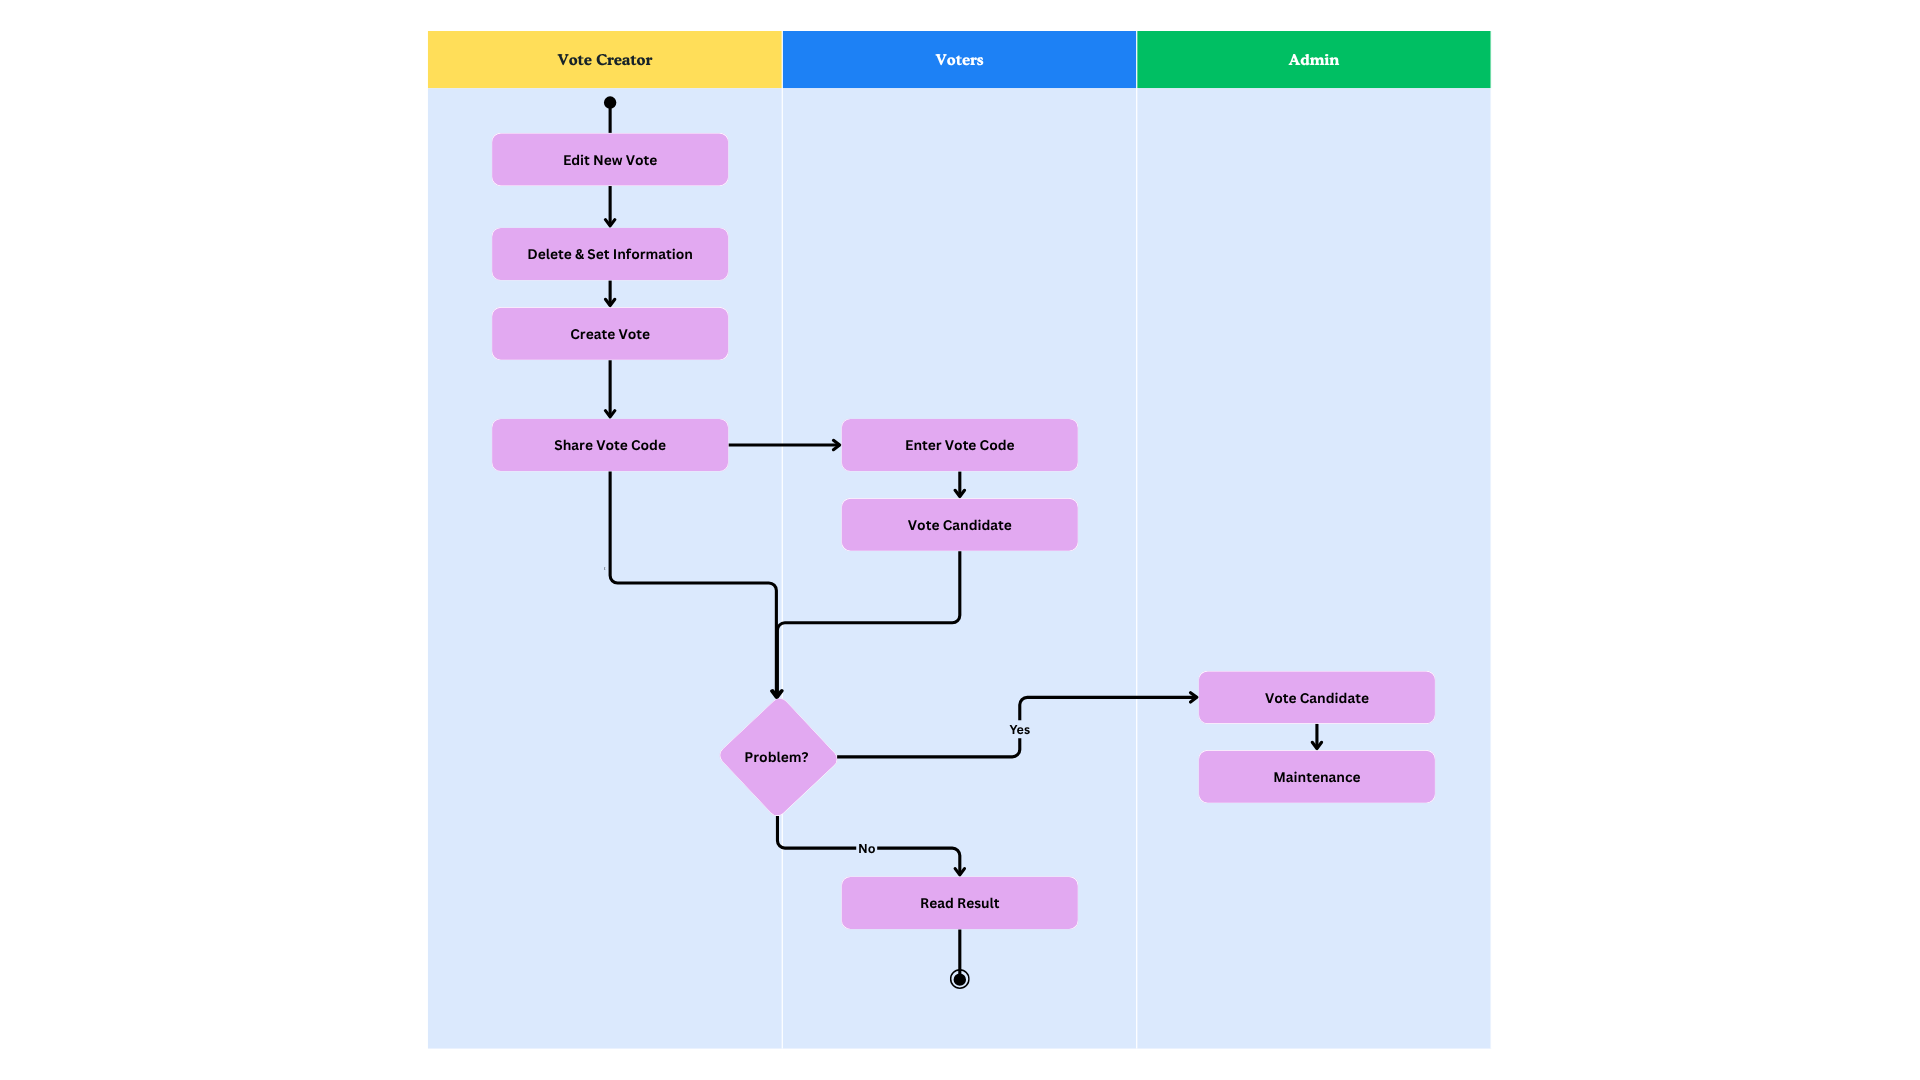 Vote Creator
Voters
Admin
Edit New Vote
Delete & Set Information
Create Vote
Share Vote Code
Enter Vote Code
Vote Candidate
Vote Candidate
Yes
Problem?
Maintenance
No
Read Result